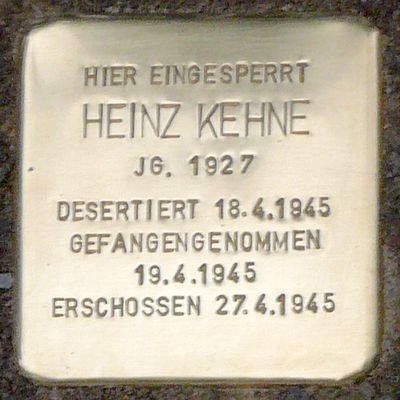 HIER EINGESPERRT
HEINZ KEHNE
JG. 1927
DESERTIERT 18.4.1945
GEFANGENGENOMMEN
19.4.1945
ERSCHOSSEN 27.4.1945